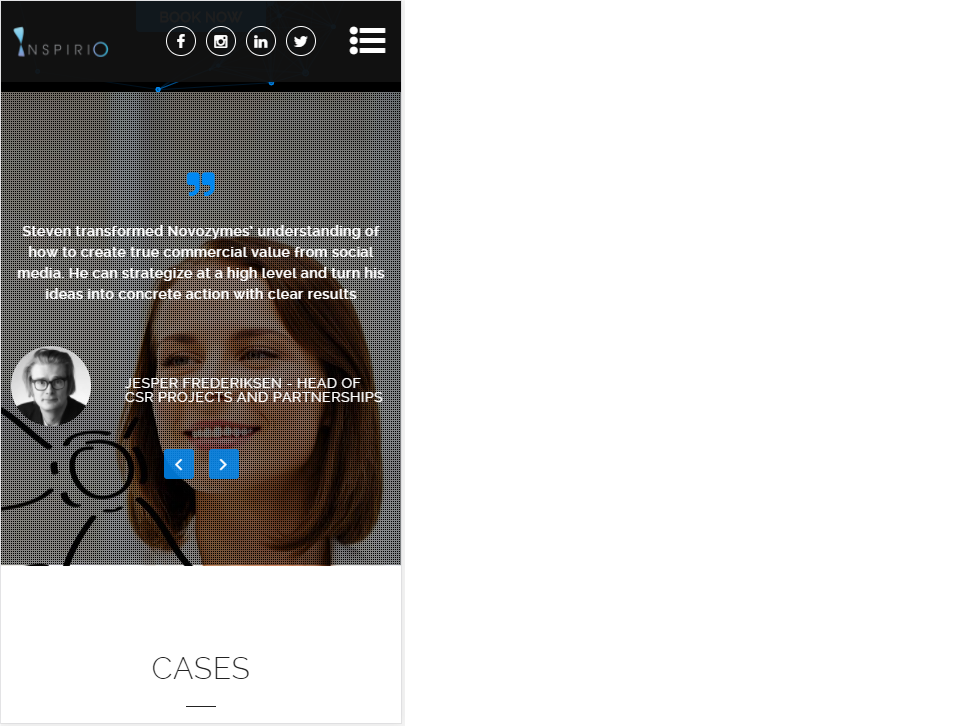 BOOK NOW
INSPIRIO
Steven transformed Novozymes' understanding of
how to create true commercial value from social
media. He can strategize at a high level and turn his
ideas into concrete action with clear results
JESPER FREDERIKSEN - HEAD OF
CSR PROJECTS AND PARTNERSHIPS
CASES